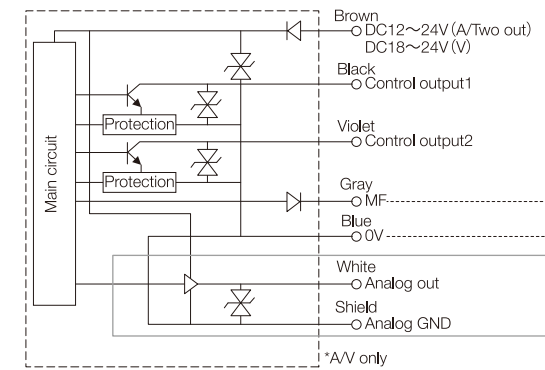 Brown
DC12～24V (A/Two out)
DC18～24V (V)
Black
Control output1
Protection
Violet
Control output2
Protection
Main circuit
Gray
MF
Blue
0V
White
Analog out
Shield
Analog GND
*A/V only